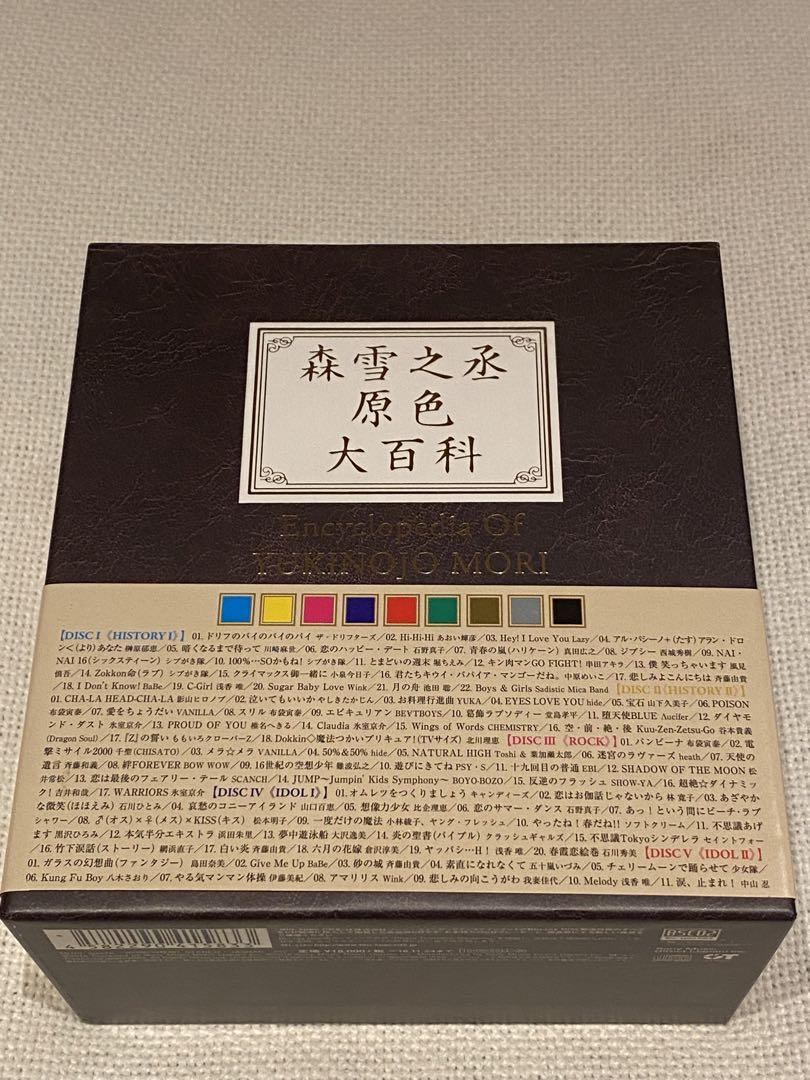 森雪之丞
原色
大百科
Encyclopedia Of
YUKINOJO MORI
【DISC I《HISTORY I》】 01. ドリフのバイのバイのバイ ザ・ドリフターズ／02. Hi-Hi-Hi あおい輝彦／03. Hey! I Love You Lazy／04. アル・パシーノ+(たす)アラン・ドロ
ン<(より)あなた 榊原郁恵／05. 暗くなるまで待って 川崎麻世／06. 恋のハッピー・デート 石野真子／07. 青春の嵐(ハリケーン) 真田広之／08. ジプシー 西城秀樹／09. NAI・
NAI 16(シックスティーン) シブがき隊／10. 100%…SOかもね! シブがき隊／11. とまどいの週末 堀ちえみ／12. キン肉マンGO FIGHT! 串田アキラ／13. 僕 笑っちゃいます 風見
慎吾／14. Zokkon命(ラブ) シブがき隊／15. クライマックス御一緒に 小泉今日子／16. 君たちキウイ・パパイア・マンゴーだね。 中原めいこ／17. 悲しみよこんにちは 斉藤由貴
／18. I Don't Know! BaBe／19. C-Girl 浅香 唯／20. Sugar Baby Love Wink／21. 月の舟 池田 聡／22. Boys & Girls Sadistic Mica Band 【DISC II《HISTORY II》】
01. CHA-LA HEAD-CHA-LA 影山ヒロノブ／02. 泣いてもいいか やしきたかじん／03. お料理行進曲 YUKA／04. EYES LOVE YOU hide／05. 宝石 山下久美子／06. POISON
布袋寅泰／07. 愛をちょうだい VANILLA／08. スリル 布袋寅泰／09. エピキュリアン BEVTBOYS／10. 葛飾ラプソディー 堂島孝平／11. 堕天使BLUE Aucifer／12. ダイヤモ
ンド・ダスト 氷室京介／13. PROUD OF YOU 椎名へきる／14. Claudia 氷室京介／15. Wings of Words CHEMISTRY／16. 空・前・絶・後 Kuu-Zen-Zetsu-Go 谷本貴義
(Dragon Soul)／17.『Z』の誓い ももいろクローバーZ／18. Dokkin◇魔法つかいプリキュア!(TVサイズ) 北川理恵 【DISC III《ROCK》】 01. バンビーナ 布袋寅泰／02. 電
撃ミサイル2000 千聖(CHISATO)／03. メラ☆メラ VANILLA／04. 50%＆50% hide／05. NATURAL HIGH Toshi & 葉加瀬太郎／06. 迷宮のラヴァーズ heath／07. 天使の
遺言 斉藤和義／08. 絆FOREVER BOW WOW／09. 16世紀の空想少年 難波弘之／10. 遊びにきてね PSY・S／11. 十九回目の普通 EBI／12. SHADOW OF THE MOON 松
井常松／13. 恋は最後のフェアリー・テール SCANCH／14. JUMP〜Jumpin' Kids Symphony〜 BOYO-BOZO／15. 反逆のフラッシュ SHOW-YA／16. 超絶☆ダイナミッ
ク! 吉井和哉／17. WARRIORS 氷室京介 【DISC IV《IDOL I》】 01. オムレツをつくりましょう キャンディーズ／02. 恋はお伽話じゃないから 林 寛子／03. あざやか
な微笑(ほほえみ) 石川ひとみ／04. 哀愁のコニーアイランド 山口百恵／05. 想像力少女 比企理恵／06. 恋のサマー・ダンス 石野真子／07. あっ!という間にビーチ・ラブ
シャワー／08. ♂(オス)×♀(メス)×KISS(キス) 松本明子／09. 一度だけの魔法 小林綾子、ヤング・フレッシュ／10. やったね!春だね!! ソフトクリーム／11. 不思議あげ
ます 黒沢ひろみ／12. 本気半分エキストラ 浜田朱里／13. 夢中遊泳船 大沢逸美／14. 炎の聖書(バイブル) クラッシュギャルズ／15. 不思議Tokyoシンデレラ セイントフォー
／16. 竹下涙話(ストーリー) 網浜直子／17. 白い炎 斉藤由貴／18. 六月の花嫁 倉沢淳美／19. ヤッパシ…H! 浅香 唯／20. 春霞恋絵巻 石川秀美 【DISC V《IDOL II》】
01. ガラスの幻想曲(ファンタジー) 島田奈美／02. Give Me Up BaBe／03. 砂の城 斉藤由貴／04. 素直になれなくて 五十嵐いづみ／05. チェリームーンで踊らせて 少女隊／
06. Kung Fu Boy 八木さおり／07. やる気マンマン体操 伊藤美紀／08. アマリリス Wink／09. 悲しみの向こうがわ 我妻佳代／10. Melody 浅香 唯／11. 涙、止まれ! 中山 忍